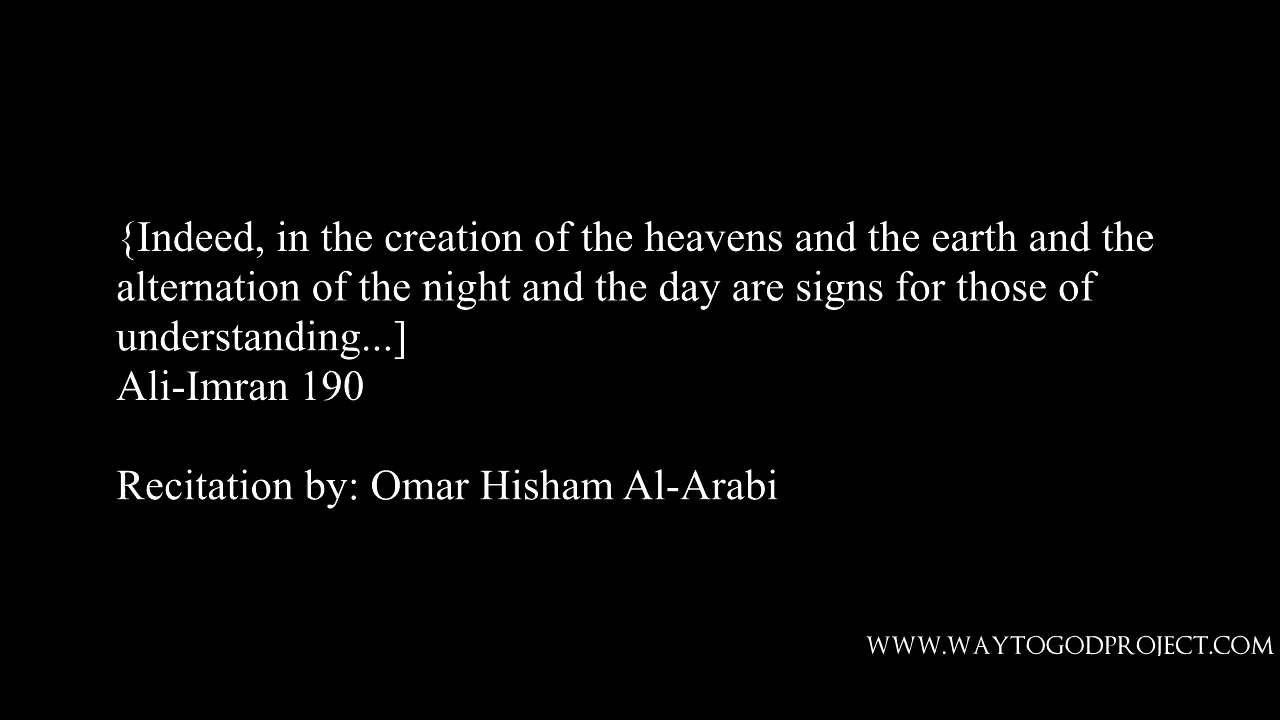 {Indeed, in the creation of the heavens and the earth and the
alternation of the night and the day are signs for those of
understanding...]
Ali-Imran 190
Recitation by: Omar Hisham Al-Arabi
WWW.WAYTOGODPROJECT.COM